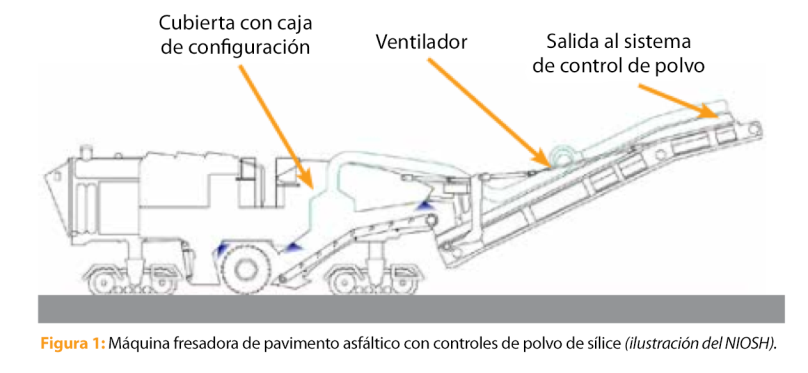 Cubierta con caja
de configuración
Ventilador
Salida al sistema
de control de polvo
Figura 1: Máquina fresadora de pavimento asfáltico con controles de polvo de sílice (ilustración del NIOSH).